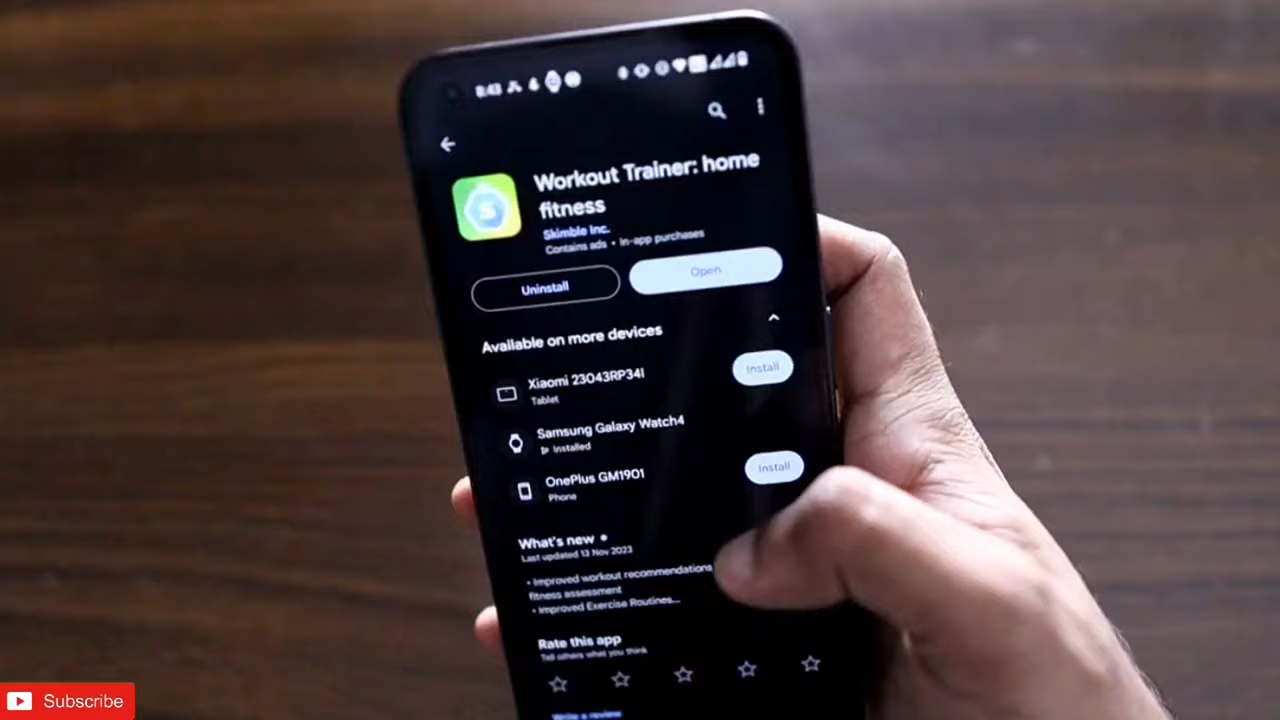 8:43
Workout Trainer: home
fitness
Skimble Inc.
Contains ads • In-app purchases
Uninstall
Open
Available on more devices
Xiaomi 23043RP34I
Tablet
Install
Samsung Galaxy Watch4
Installed
OnePlus GM1901
Phone
Install
What's new •
Last updated 13 Nov 2023
• Improved workout recommendations
fitness assessment
• Improved Exercise Routines...
Rate this app
Tell others what you think.
Write a review
Subscribe